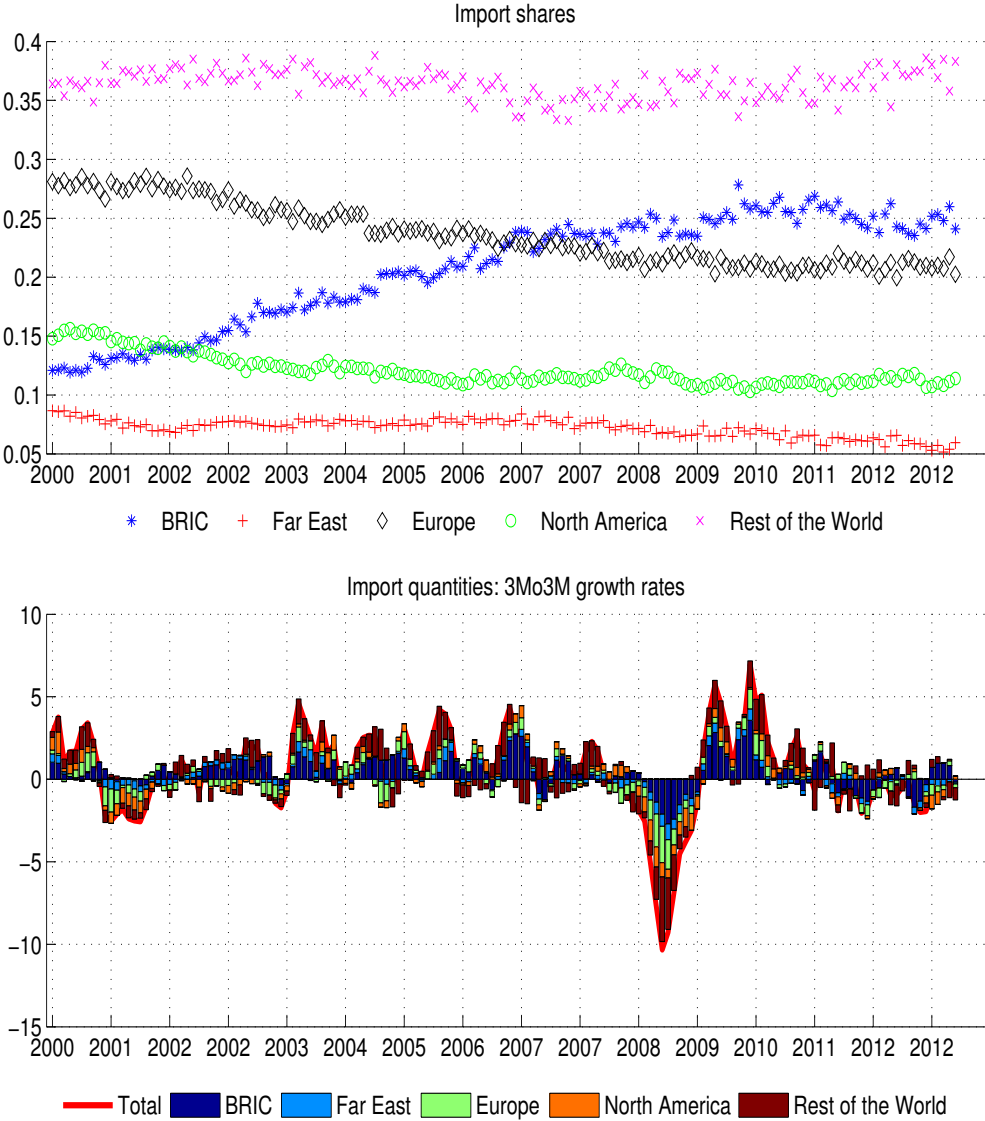 Import shares
0.4
0.35
0.3
0.25
0.2
0.15
0.1
0.05
2000 2001 2002 2002 2003 2004 2005 2006 2007 2007 2008 2009 2010 2011 2012 2012
BRIC Far East Europe North America Rest of the World
Import quantities: 3Mo3M growth rates
10
5
0
−5
−10
−15
2000 2001 2002 2002 2003 2004 2005 2006 2007 2007 2008 2009 2010 2011 2012 2012
Total BRIC Far East Europe North America Rest of the World